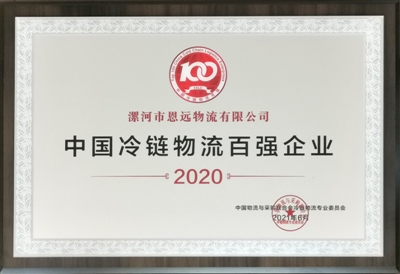 100
漯河市恩远物流有限公司
中国冷链物流百强企业
2020
中国物流与采购联合会冷链物流专业委员会
2021年6月